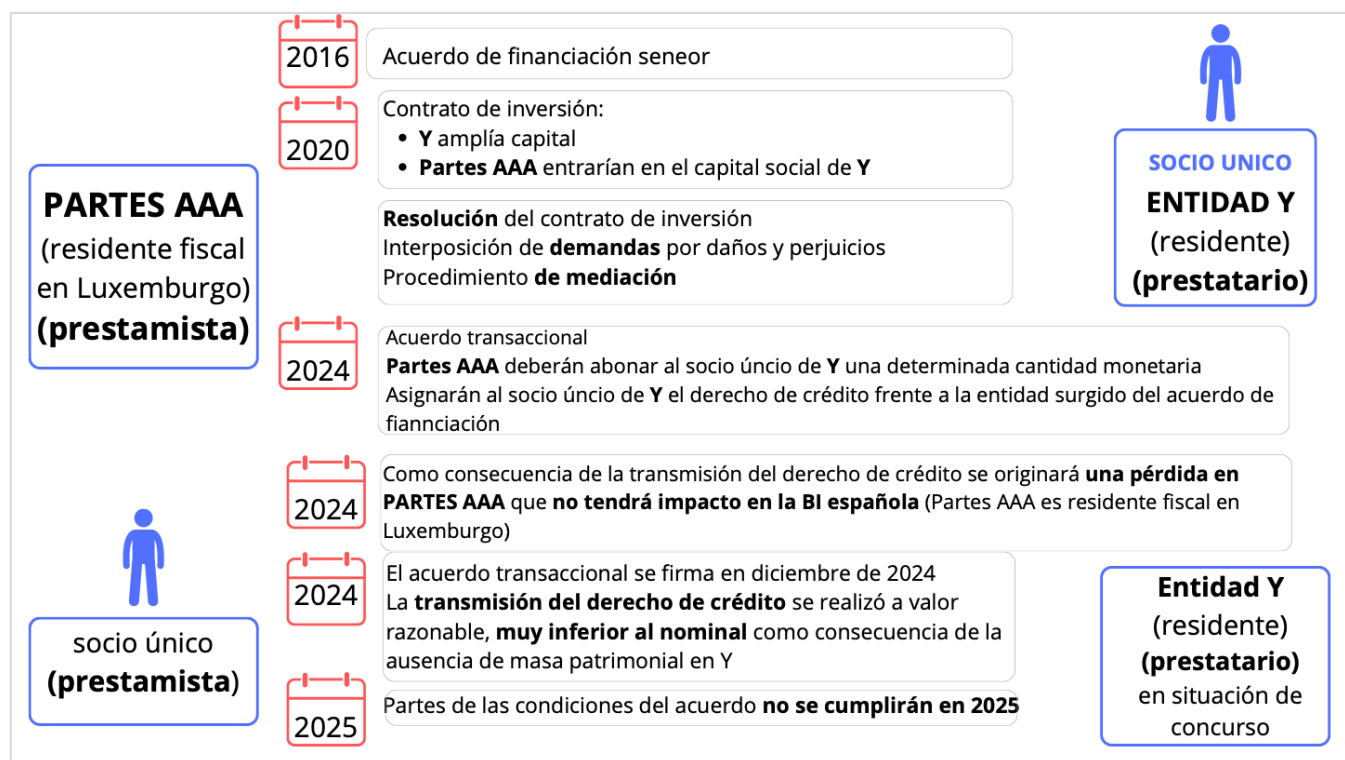 2016
Acuerdo de financiación seneor
2020
Contrato de inversión:
• Y amplía capital
• Partes AAA entrarían en el capital social de Y
SOCIO UNICO
ENTIDAD Y
(residente)
(prestatario)
PARTES AAA
(residente fiscal
en Luxemburgo)
(prestamista)
Resolución del contrato de inversión
Interposición de demandas por daños y perjuicios
Procedimiento de mediación
2024
Acuerdo transaccional
Partes AAA deberán abonar al socio úncio de Y una determinada cantidad monetaria
Asignarán al socio úncio de Y el derecho de crédito frente a la entidad surgido del acuerdo de
fiannciación
2024
Como consecuencia de la transmisión del derecho de crédito se originará una pérdida en
PARTES AAA que no tendrá impacto en la BI española (Partes AAA es residente fiscal en
Luxemburgo)
2024
El acuerdo transaccional se firma en diciembre de 2024
La transmisión del derecho de crédito se realizó a valor
razonable, muy inferior al nominal como consecuencia de la
ausencia de masa patrimonial en Y
socio único
(prestamista)
Entidad Y
(residente)
(prestatario)
en situación de
concurso
2025
Partes de las condiciones del acuerdo no se cumplirán en 2025